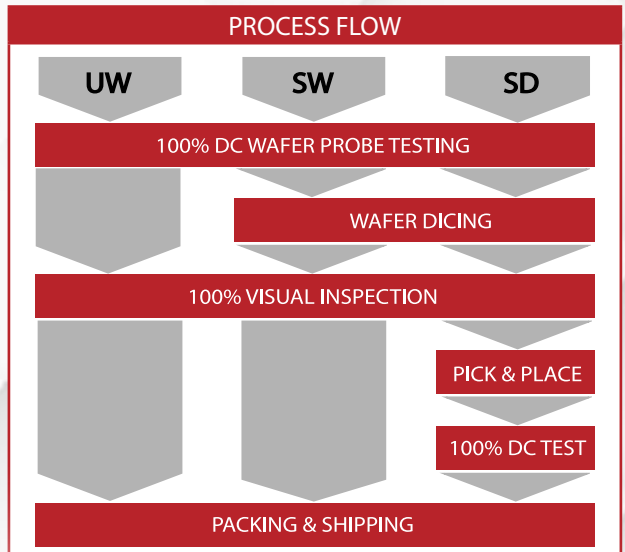 PROCESS FLOW
UW SW SD
100% DC WAFER PROBE TESTING
WAFER DICING
100% VISUAL INSPECTION
PICK & PLACE
100% DC TEST
PACKING & SHIPPING